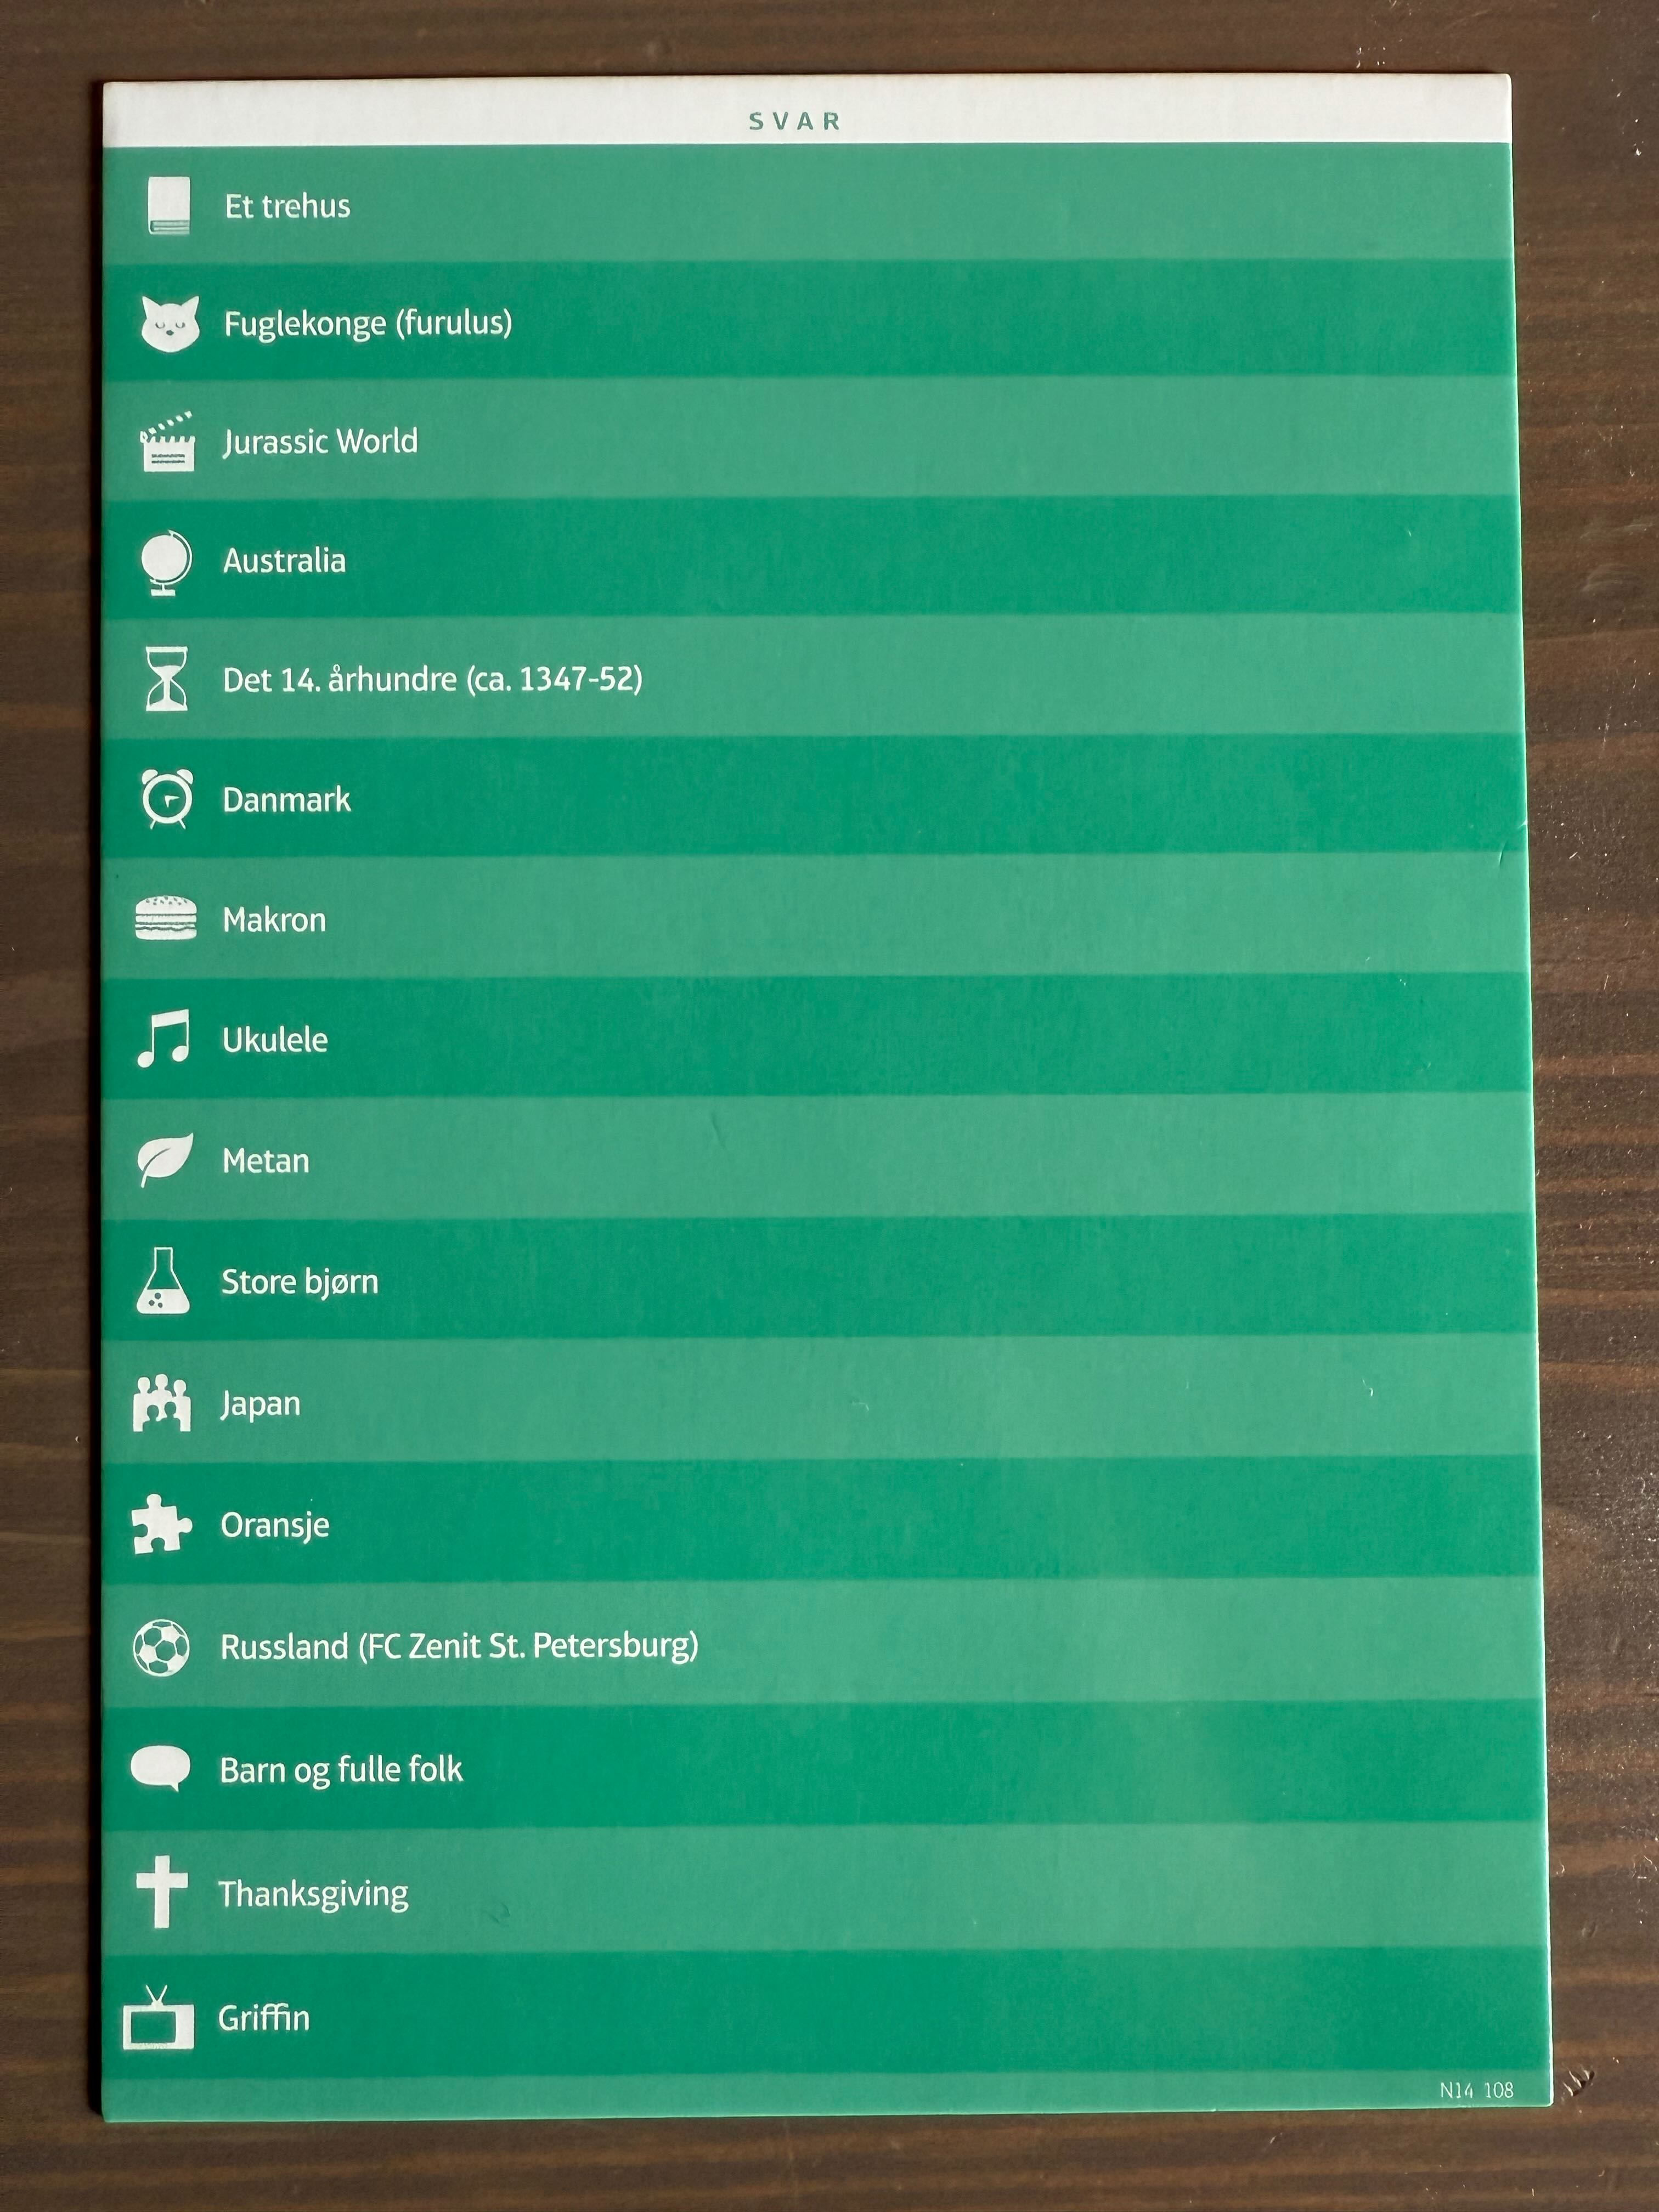 SVAR
Et trehus
Fuglekonge (furulus)
Jurassic World
Australia
Det 14. århundre (ca. 1347-52)
Danmark
Makron
Ukulele
Metan
Store bjørn
Japan
Oransje
Russland (FC Zenit St. Petersburg)
Barn og fulle folk
Thanksgiving
Griffin
N14 108